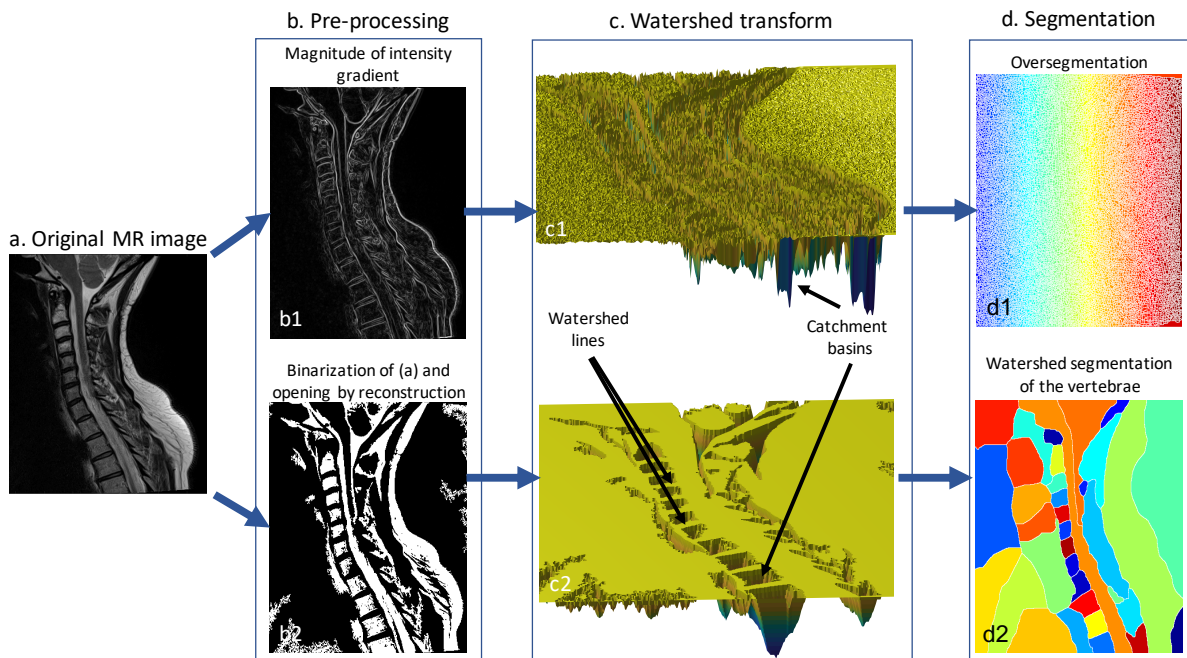 b. Pre-processing
c. Watershed transform
d. Segmentation
Magnitude of intensity
gradient
Oversegmentation
a. Original MR image
b1
c1
d1
Watershed
lines
Catchment
basins
Binarization of (a) and
opening by reconstruction
Watershed segmentation
of the vertebrae
b2
c2
d2